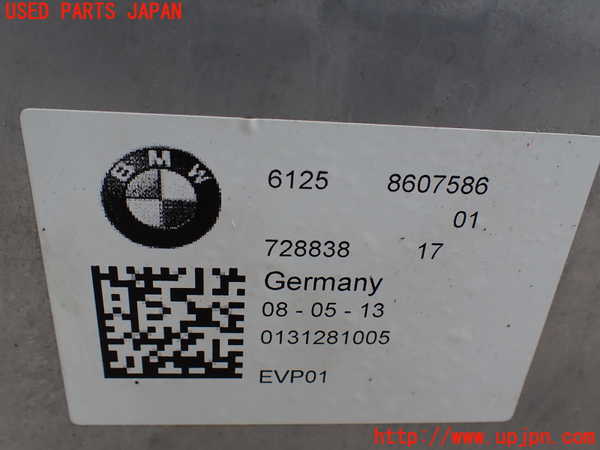 USED PARTS JAPAN
BMW
6125 8607586
01
728838 17
Germany
08 - 05 - 13
0131281005
EVP01
http://www.upjpn.com